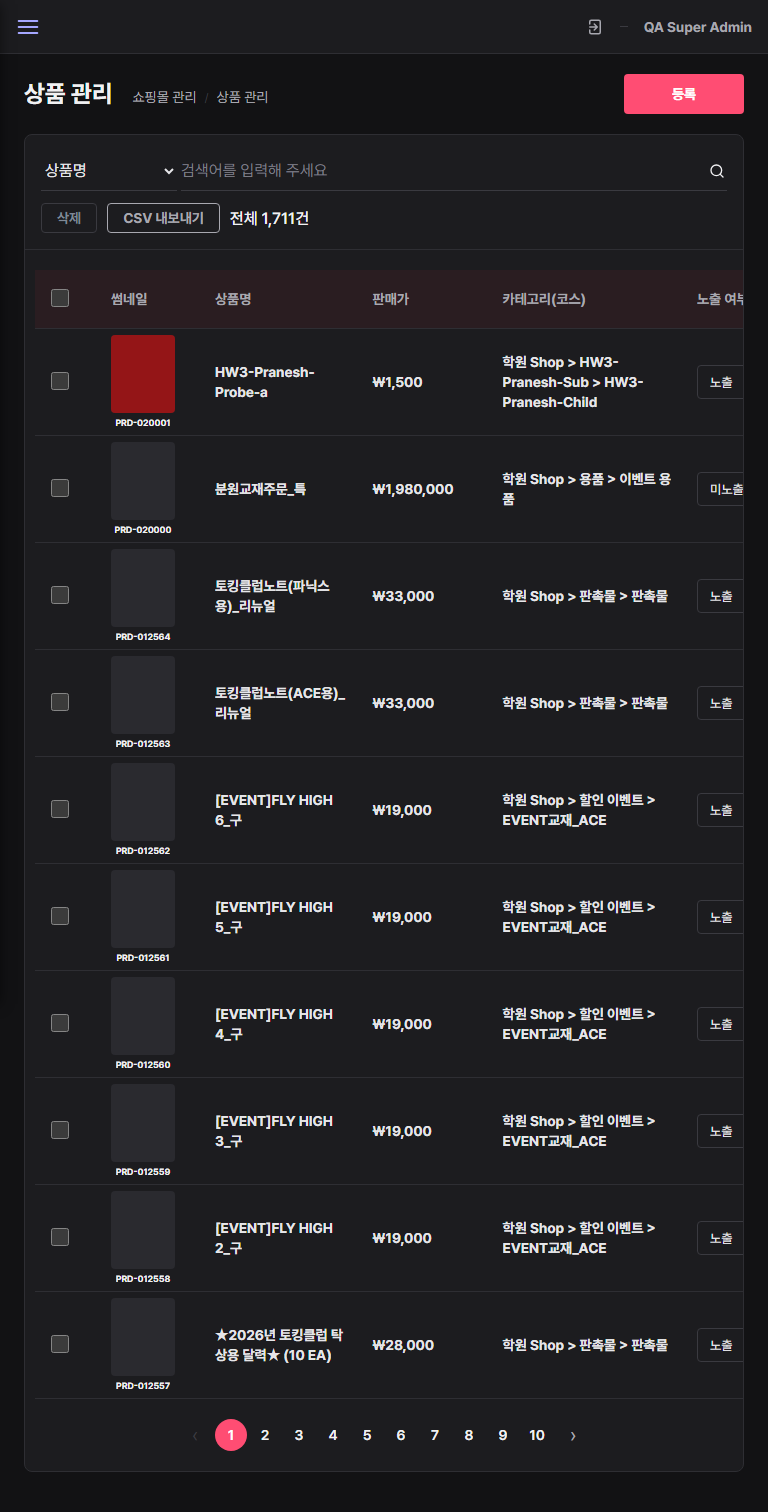 QA Super Admin
상품 관리
쇼핑몰 관리 / 상품 관리
등록
상품명
검색어를 입력해 주세요
삭제
CSV 내보내기
전체 1,711건
썸네일 상품명 판매가 카테고리(코스) 노출 여부
HW3-Pranesh-
Probe-a
₩1,500
학원 Shop > HW3-
Pranesh-Sub > HW3-
Pranesh-Child
노출
PRD-020001
분원교재주문_특
₩1,980,000
학원 Shop > 용품 > 이벤트 용
품
미노출
PRD-020000
토킹클럽노트(파닉스
용)_리뉴얼
₩33,000
학원 Shop > 판촉물 > 판촉물
노출
PRD-012564
토킹클럽노트(ACE용)_
리뉴얼
₩33,000
학원 Shop > 판촉물 > 판촉물
노출
PRD-012563
[EVENT]FLY HIGH
6_구
₩19,000
학원 Shop > 할인 이벤트 >
EVENT교재_ACE
노출
PRD-012562
[EVENT]FLY HIGH
5_구
₩19,000
학원 Shop > 할인 이벤트 >
EVENT교재_ACE
노출
PRD-012561
[EVENT]FLY HIGH
4_구
₩19,000
학원 Shop > 할인 이벤트 >
EVENT교재_ACE
노출
PRD-012560
[EVENT]FLY HIGH
3_구
₩19,000
학원 Shop > 할인 이벤트 >
EVENT교재_ACE
노출
PRD-012559
[EVENT]FLY HIGH
2_구
₩19,000
학원 Shop > 할인 이벤트 >
EVENT교재_ACE
노출
PRD-012558
★2026년 토킹클럽 탁
상용 달력★ (10 EA)
₩28,000
학원 Shop > 판촉물 > 판촉물
노출
PRD-012557
‹ 1 2 3 4 5 6 7 8 9 10 ›